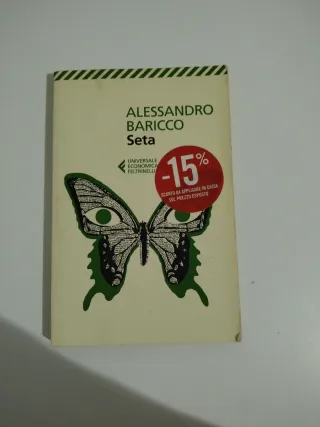 ALESSANDRO
BARICCO
Seta
UNIVERSALE
ECONOMICA
FELTRINELLI
-15%
SCONTO DA APPLICARE IN CASSA
SUL PREZZO ESPOSTO